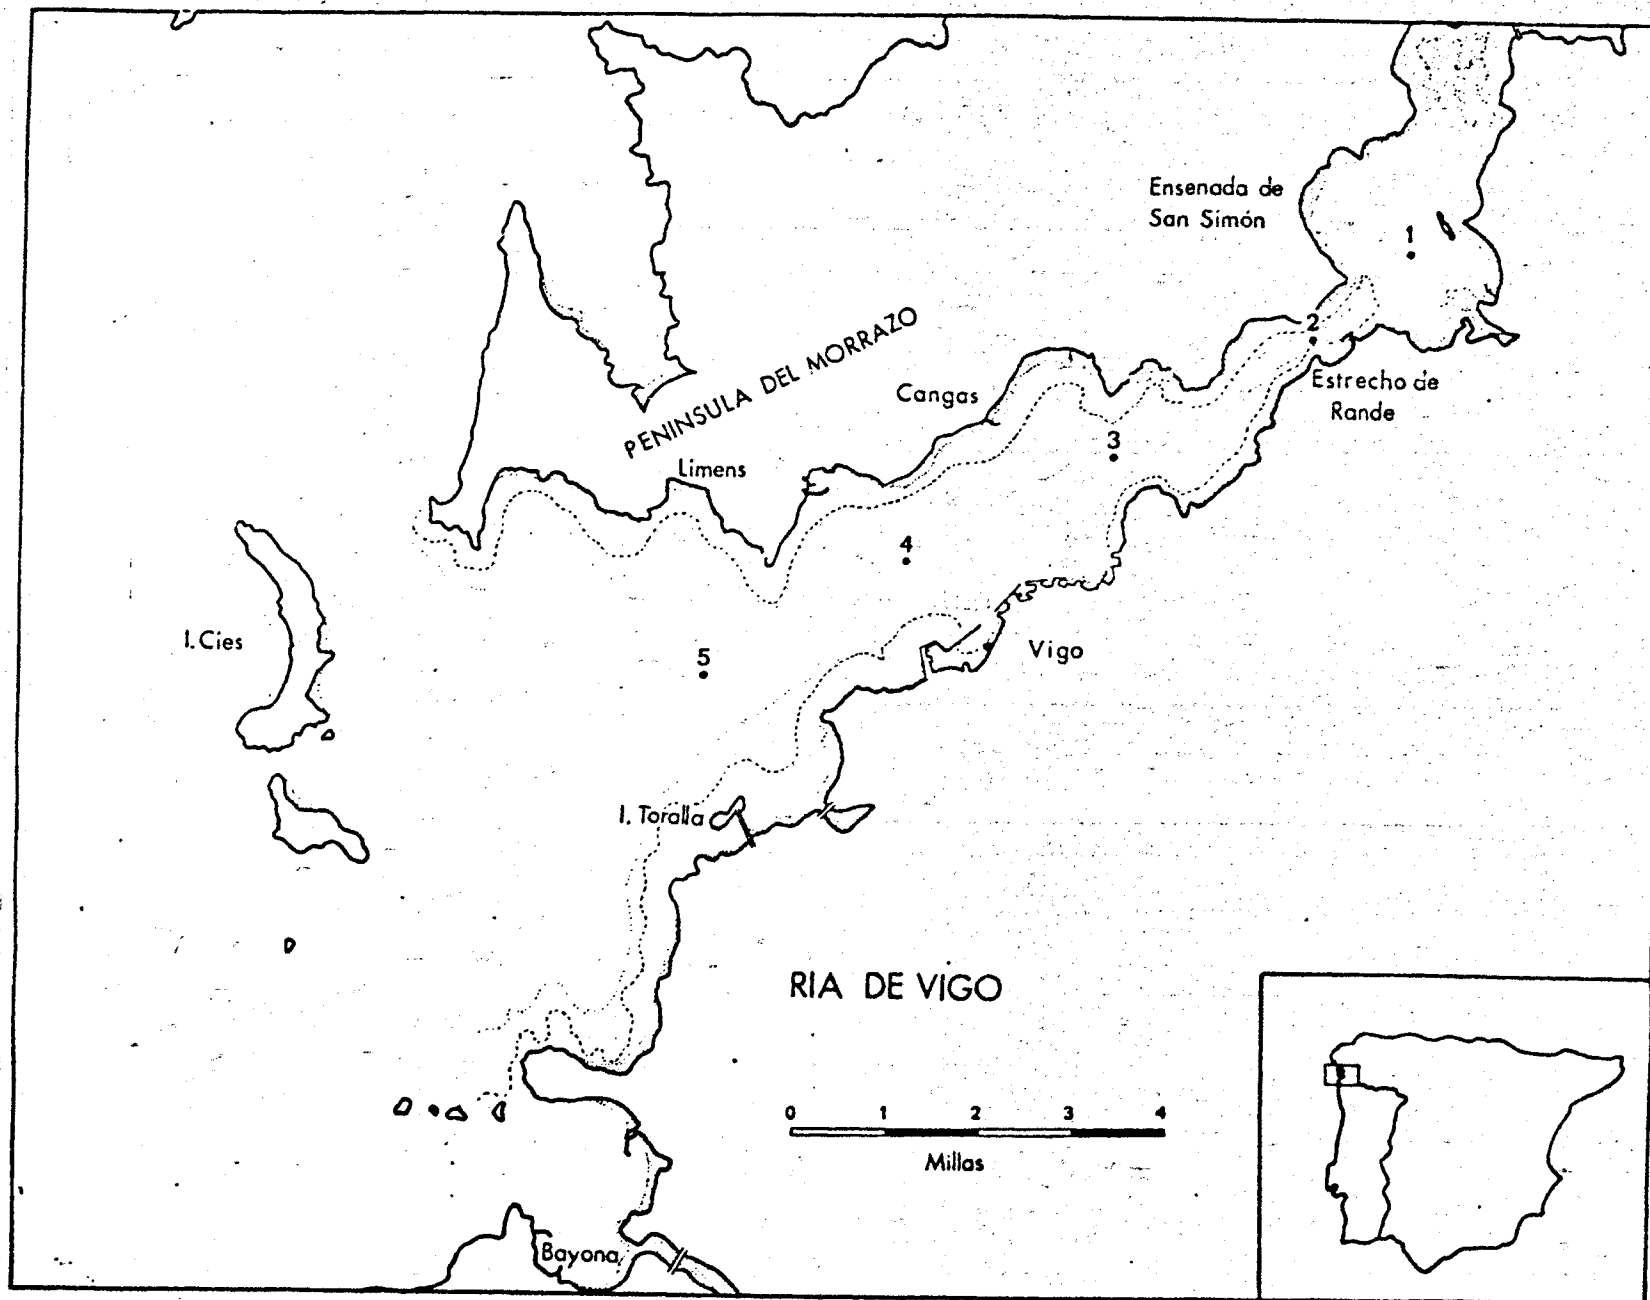 Ensenada de
San Simón
1
2
PENINSULA DEL MORRAZO
Cangas
Estrecho de
Rande
3
Limens
4
I. Cies
Vigo
5
I. Toralla
RIA DE VIGO
0 1 2 3 4
Millas
Bayona